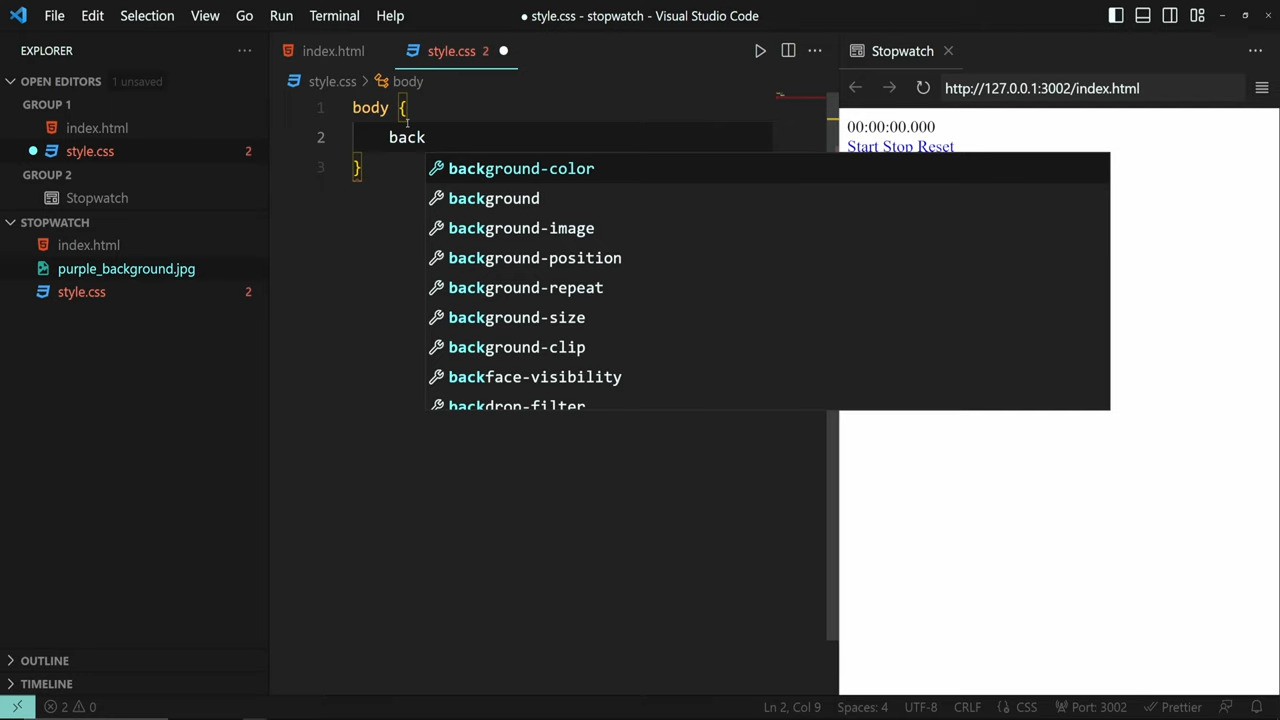 File Edit Selection View Go Run Terminal Help
● style.css - stopwatch - Visual Studio Code
EXPLORER
OPEN EDITORS 1 unsaved
GROUP 1
index.html
style.css 2
GROUP 2
Stopwatch
STOPWATCH
index.html
purple_background.jpg
style.css 2
OUTLINE
TIMELINE
index.html
style.css 2
style.css > body
1 body {
2 back
3 }
background-color
background
background-image
background-position
background-repeat
background-size
background-clip
backface-visibility
backdrop-filter
Stopwatch
http://127.0.0.1:3002/index.html
00:00:00.000
Start Stop Reset
2 0
Ln 2, Col 9 Spaces: 4 UTF-8 CRLF CSS Port: 3002 Prettier